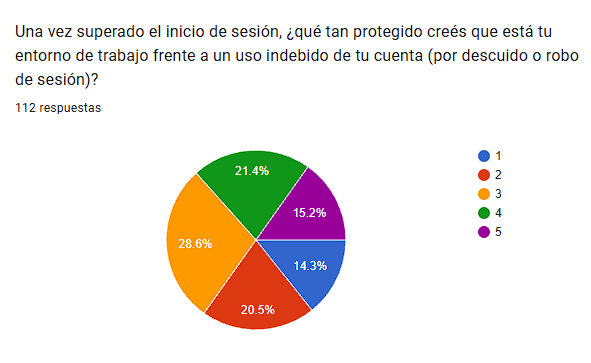 Una vez superado el inicio de sesión, ¿qué tan protegido creés que está tu
entorno de trabajo frente a un uso indebido de tu cuenta (por descuido o robo
de sesión)?
112 respuestas
21.4%
15.2%
28.6%
14.3%
20.5%
1
2
3
4
5